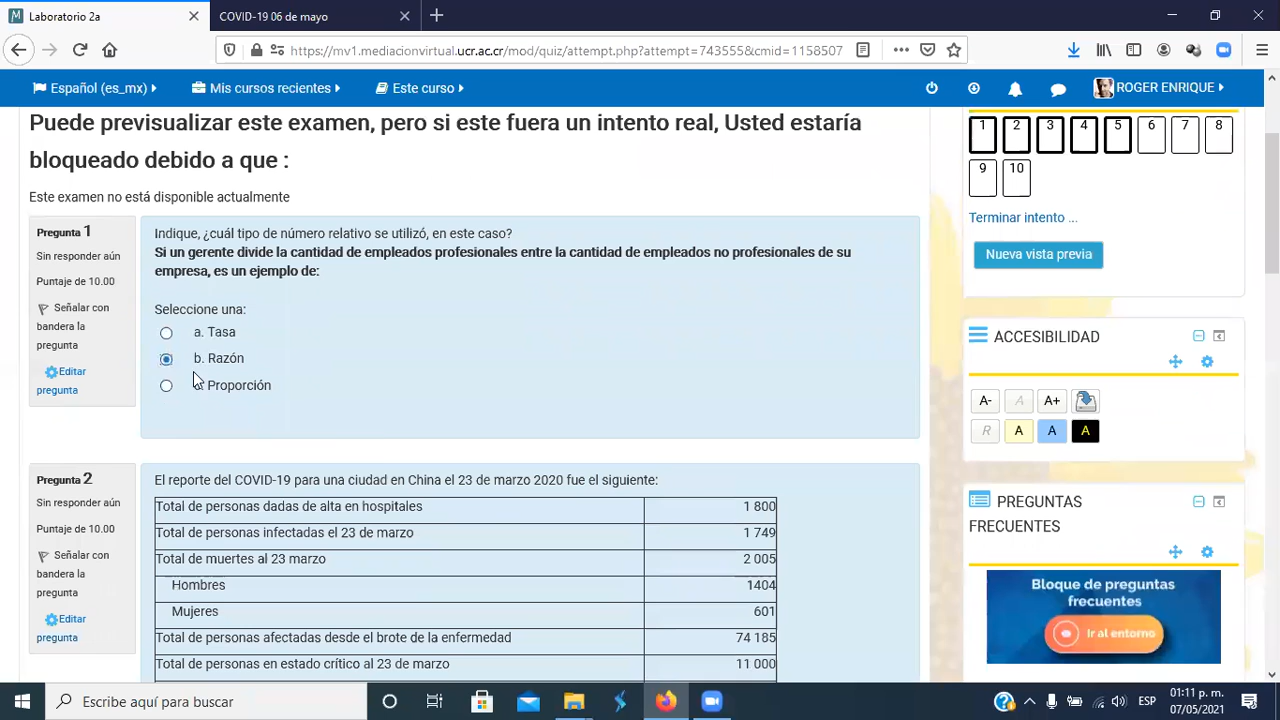 Laboratorio 2a
COVID-19 06 de mayo
https://mv1.mediacionvirtual.ucr.ac.cr/mod/quiz/attempt.php?attempt=743555&cmid=1158507
Español (es_mx)
Mis cursos recientes
Este curso
ROGER ENRIQUE
Puede previsualizar este examen, pero si este fuera un intento real, Usted estaría
bloqueado debido a que :
Este examen no está disponible actualmente
Pregunta 1
Sin responder aún
Puntaje de 10.00
Señalar con
bandera la
pregunta
Editar
pregunta
Indique, ¿cuál tipo de número relativo se utilizó, en este caso?
Si un gerente divide la cantidad de empleados profesionales entre la cantidad de empleados no profesionales de su
empresa, es un ejemplo de:
Seleccione una:
a. Tasa
b. Razón
Proporción
Pregunta 2
Sin responder aún
Puntaje de 10.00
Señalar con
bandera la
pregunta
Editar
pregunta
El reporte del COVID-19 para una ciudad en China el 23 de marzo 2020 fue el siguiente:
Total de personas dadas de alta en hospitales 1 800
Total de personas infectadas el 23 de marzo 1 749
Total de muertes al 23 marzo 2 005
Hombres 1404
Mujeres 601
Total de personas afectadas desde el brote de la enfermedad 74 185
Total de personas en estado crítico al 23 de marzo 11 000
1 2 3 4 5 6 7 8
9 10
Terminar intento ...
Nueva vista previa
ACCESIBILIDAD
A- A A+
R A A A
PREGUNTAS
FRECUENTES
Bloque de preguntas
frecuentes
Ir al entorno
Escribe aquí para buscar
ESP
01:11 p. m.
07/05/2021